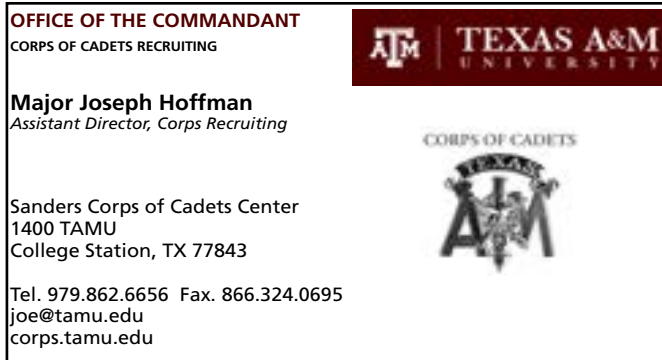 OFFICE OF THE COMMANDANT
CORPS OF CADETS RECRUITING
Major Joseph Hoffman
Assistant Director, Corps Recruiting
Sanders Corps of Cadets Center
1400 TAMU
College Station, TX 77843
Tel. 979.862.6656 Fax. 866.324.0695
joe@tamu.edu
corps.tamu.edu
ATM TEXAS A&M
UNIVERSITY
CORPS OF CADETS
TEXAS
AM